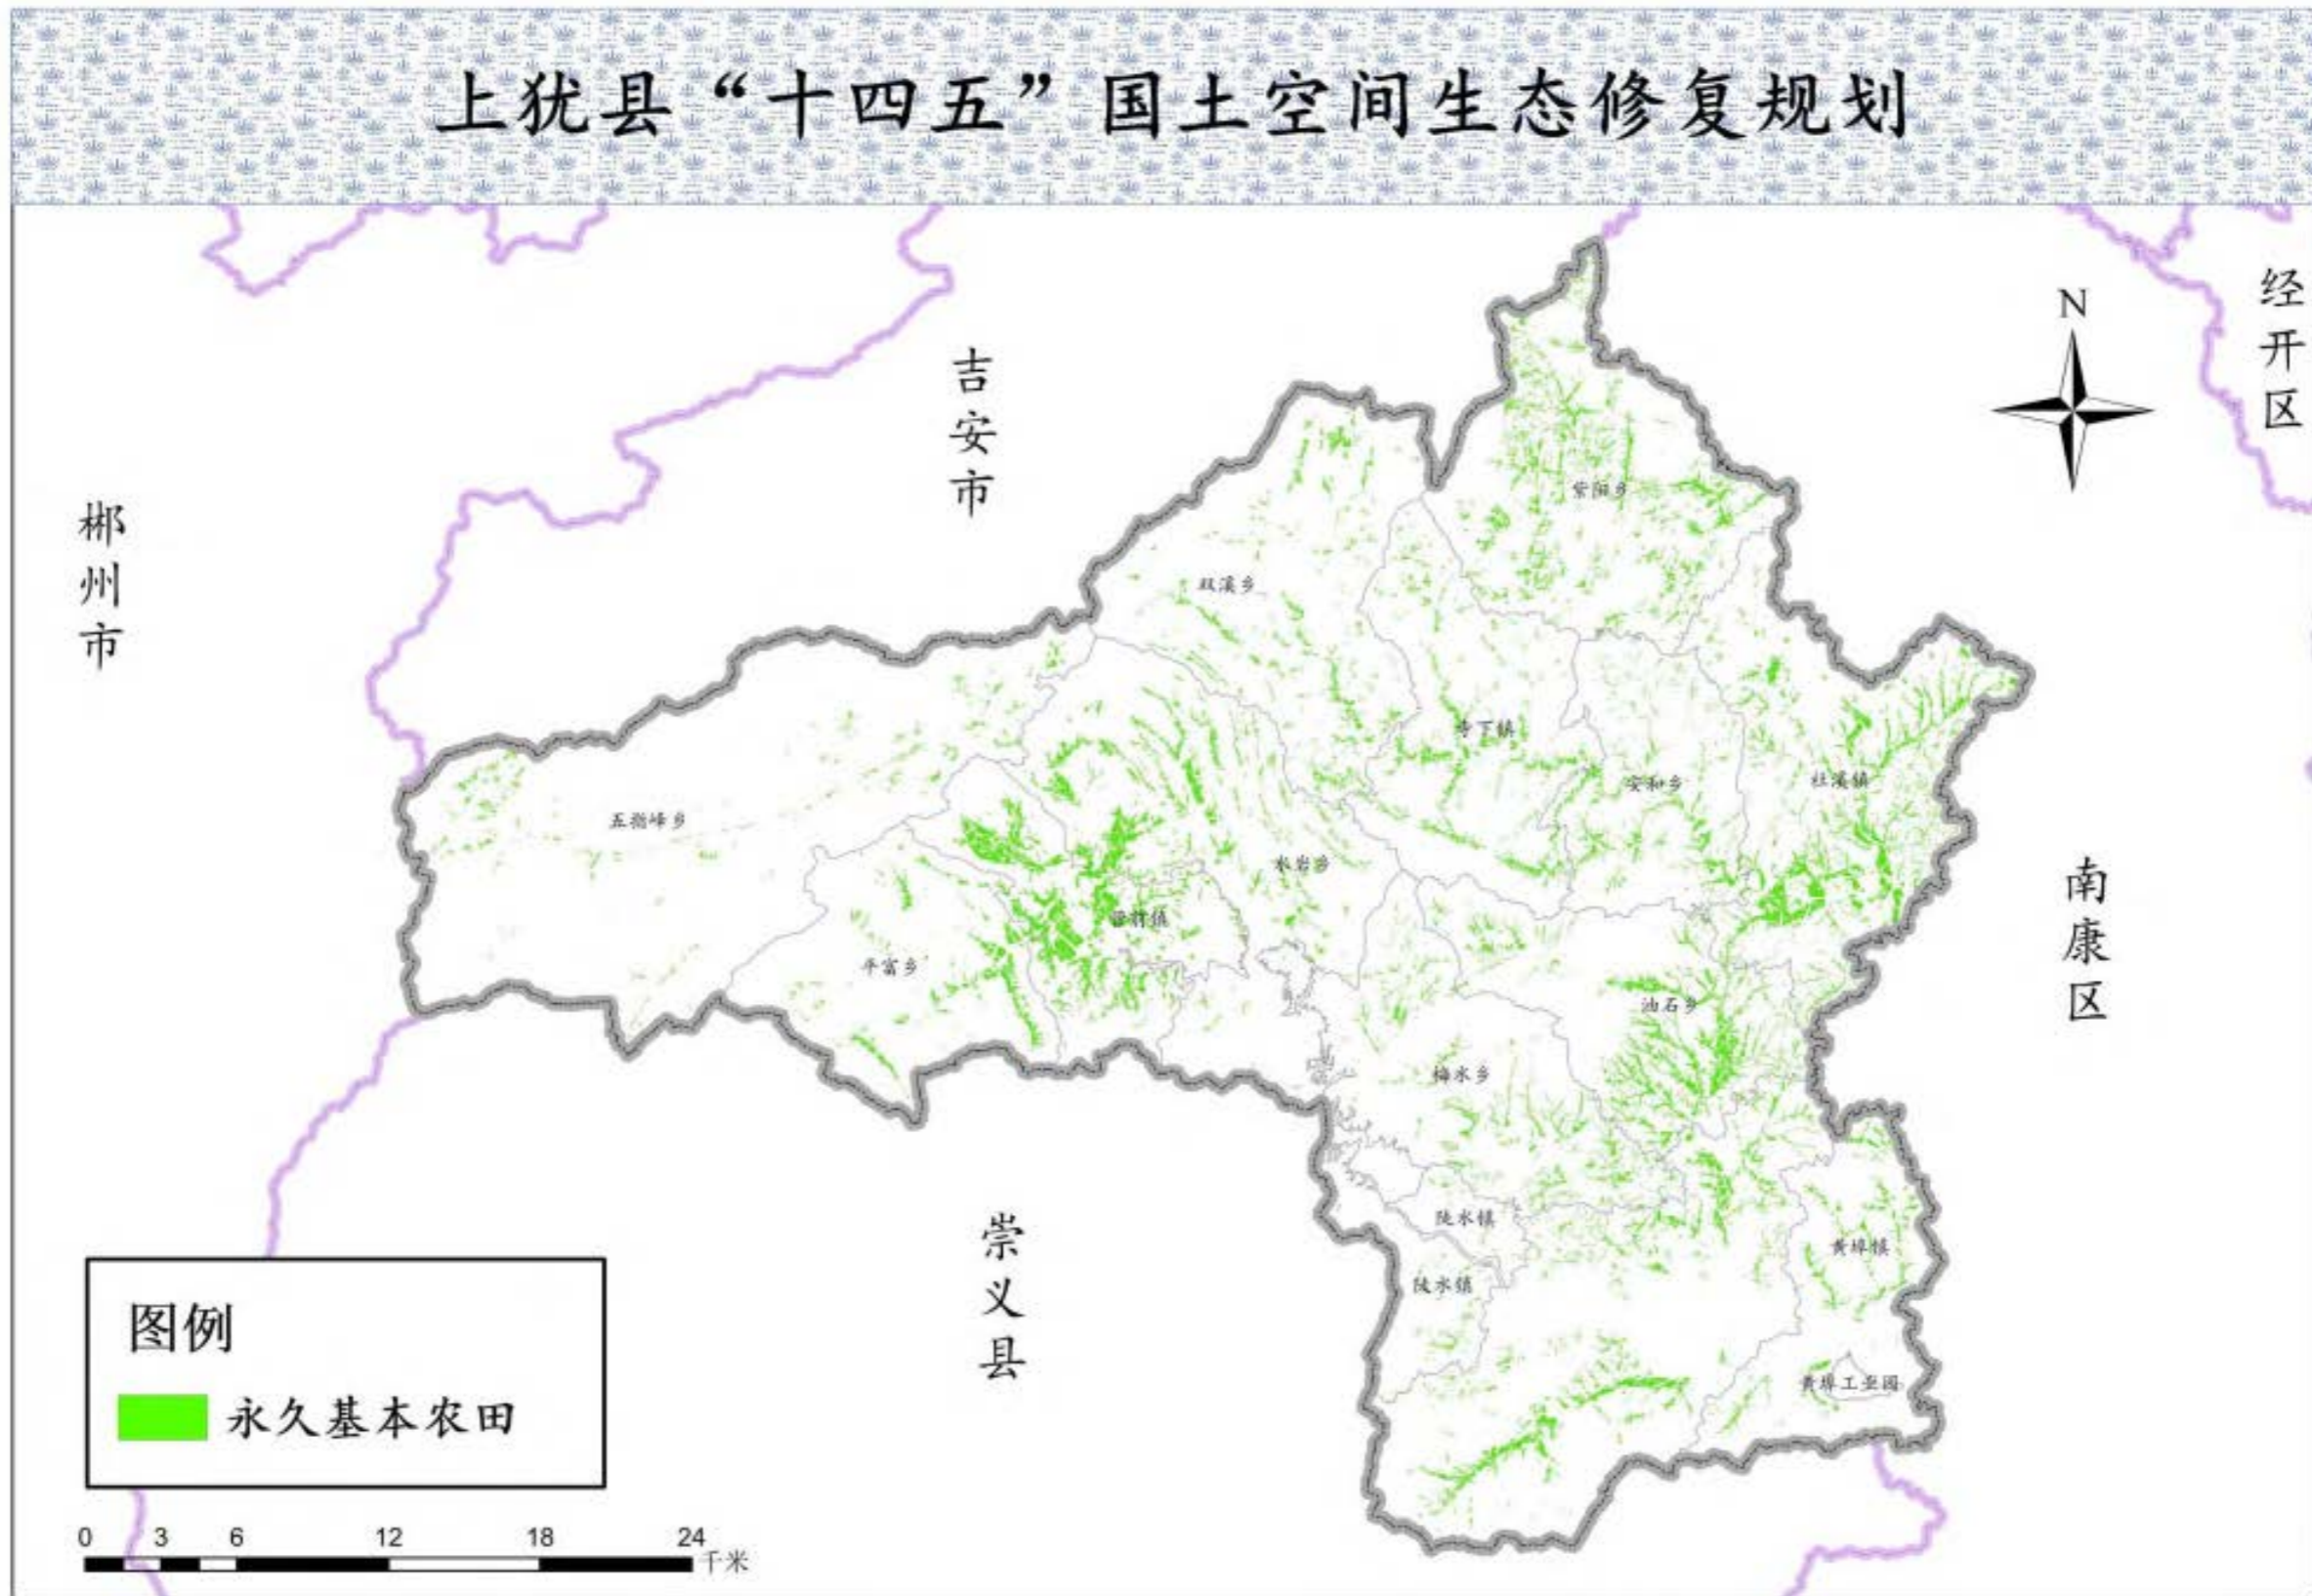 上犹县“十四五”国土空间生态修复规划
经开区
N
吉安市
郴州市
紫阳乡
双溪乡
寺下镇
安和乡
社溪镇
五指峰乡
水岩乡
营前镇
平富乡
南康区
油石乡
梅水乡
陡水镇
黄埠镇
陡水镇
崇义县
黄埠工业园
图例
永久基本农田
0 3 6 12 18 24
千米